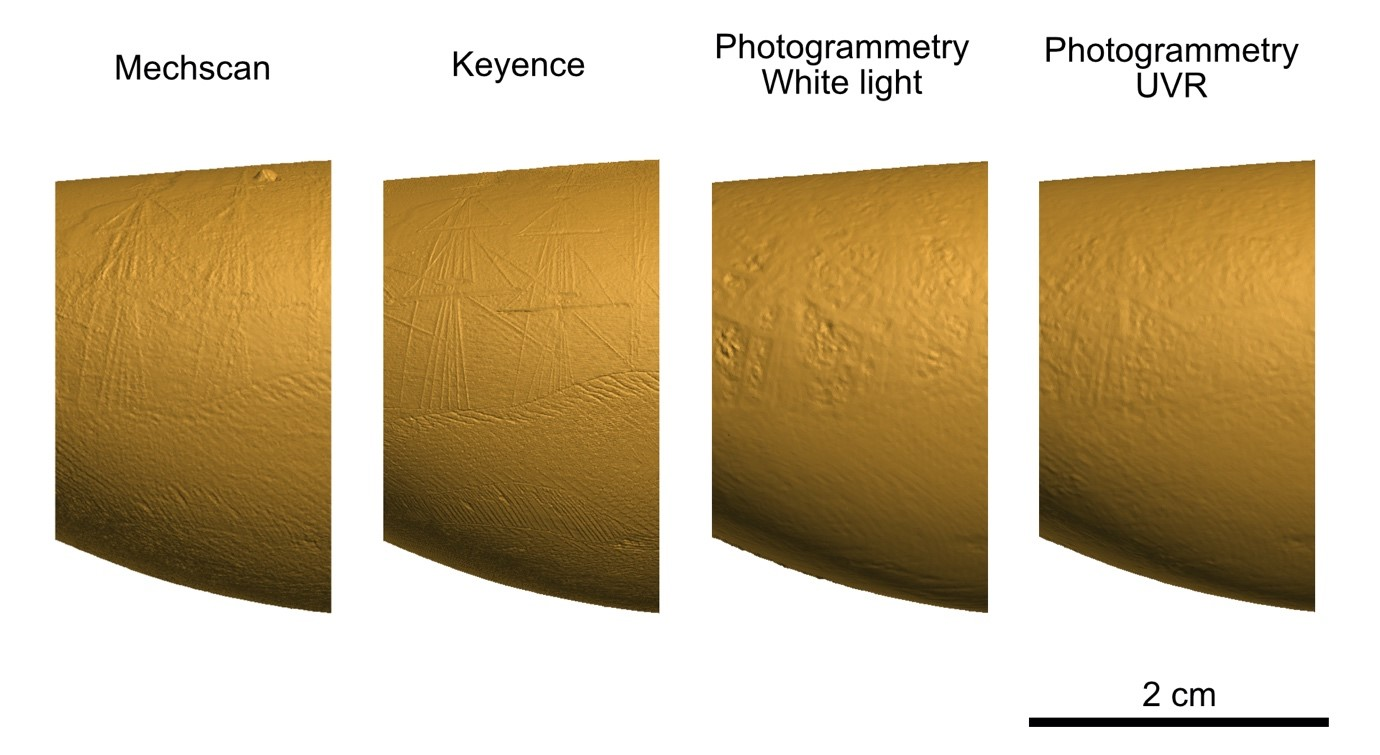 Mechscan
Keyence
Photogrammetry
White light
Photogrammetry
UVR
2 cm